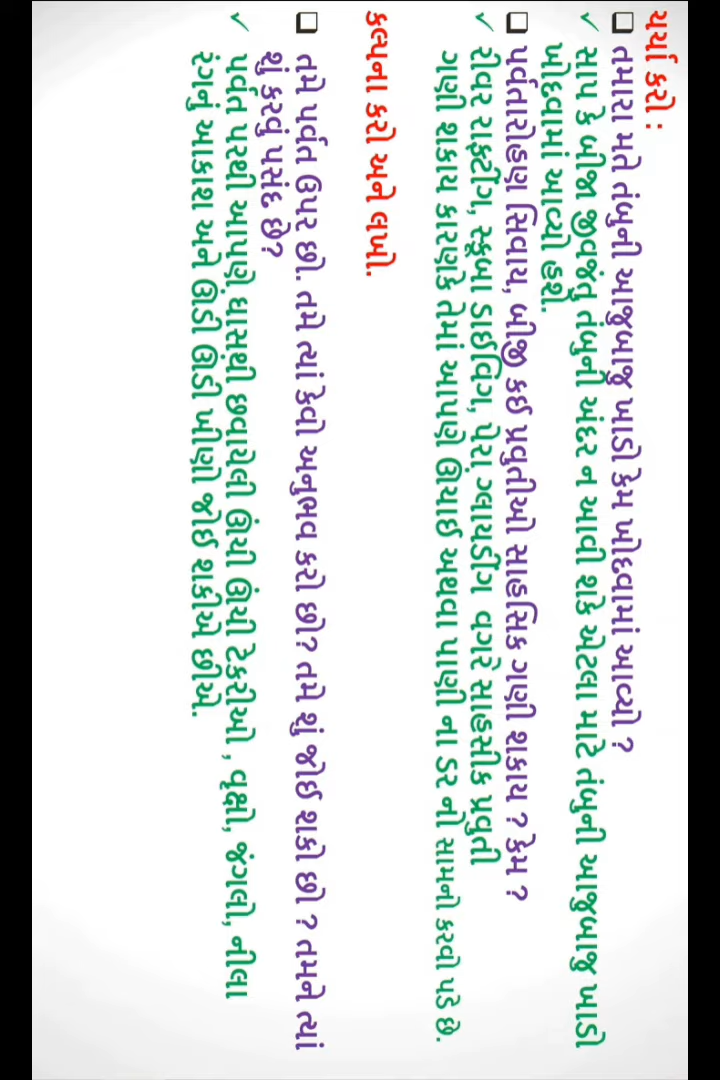 ચર્ચા કરો :
❑ તમારા મતે તંબુની આજુબાજુ ખાડો કેમ ખોદવામાં આવ્યો ?
✓ સાપ કે બીજા જીવજંતુ તંબુની અંદર ન આવી શકે એટલા માટે તંબુની આજુબાજુ ખાડો
ખોદવામાં આવ્યો હશે.
❑ પર્વતારોહણ સિવાય, બીજી કઈ પ્રવુતીઓ સાહસિક ગણી શકાય ? કેમ ?
✓ રીવર રાફટીંગ, સ્કુબા ડાઈવિંગ, પેરા ગ્લાયડીંગ વગરે સાહસીક પ્રવુતી
ગણી શકાય કારણકે તેમાં આપણે ઊંચાઈ અથવા પાણી ના ડર નો સામનો કરવો પડે છે.
કલ્પના કરો અને લખો.
❑ તમે પર્વત ઉપર છો. તમે ત્યાં કેવો અનુભવ કરો છો? તમે શું જોઈ શકો છો ? તમને ત્યાં
શું કરવું પસંદ છે?
✓ પર્વત પરથી આપણે ઘાસથી છવાયેલી ઊંચી ઊંચી ટેકરીઓ , વૃક્ષો, જંગલો, નીલા
રંગનું આકાશ અને ઊંડી ઊંડી ખીણો જોઈ શકીએ છીએ.